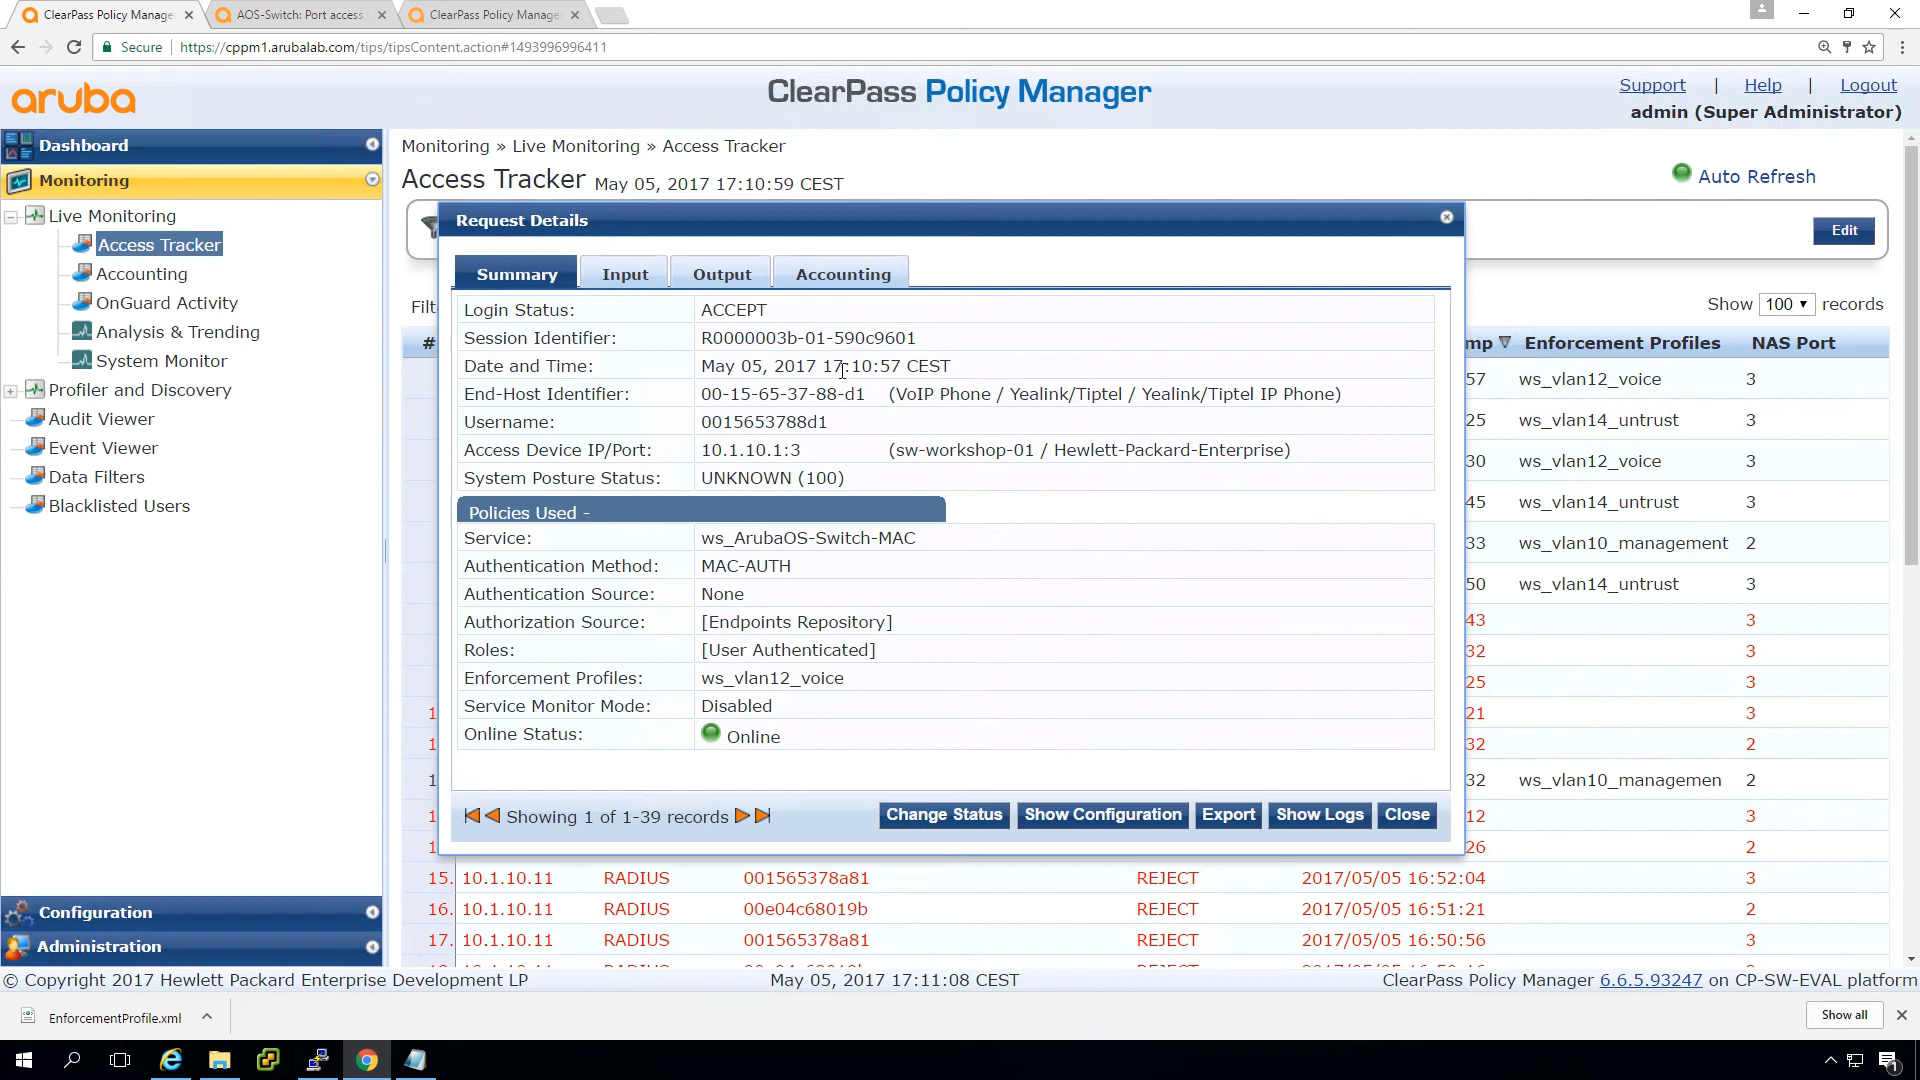 ClearPass Policy Manage
AOS-Switch: Port access
ClearPass Policy Manage
Secure | https://cppm1.arubalab.com/tips/tipsContent.action#1493996996411
aruba
ClearPass Policy Manager
Support | Help | Logout
admin (Super Administrator)
Dashboard
Monitoring
Live Monitoring
Access Tracker
Accounting
OnGuard Activity
Analysis & Trending
System Monitor
Profiler and Discovery
Audit Viewer
Event Viewer
Data Filters
Blacklisted Users
Configuration
Administration
Monitoring » Live Monitoring » Access Tracker
Access Tracker May 05, 2017 17:10:59 CEST
Auto Refresh
Edit
Show 100 records
# mp Enforcement Profiles NAS Port
57 ws_vlan12_voice 3
25 ws_vlan14_untrust 3
30 ws_vlan12_voice 3
45 ws_vlan14_untrust 3
33 ws_vlan10_management 2
50 ws_vlan14_untrust 3
43 3
32 3
25 3
21 3
32 2
32 ws_vlan10_managemen 2
12 3
26 2
Request Details
Summary Input Output Accounting
Login Status: ACCEPT
Session Identifier: R0000003b-01-590c9601
Date and Time: May 05, 2017 17:10:57 CEST
End-Host Identifier: 00-15-65-37-88-d1 (VoIP Phone / Yealink/Tiptel / Yealink/Tiptel IP Phone)
Username: 0015653788d1
Access Device IP/Port: 10.1.10.1:3 (sw-workshop-01 / Hewlett-Packard-Enterprise)
System Posture Status: UNKNOWN (100)
Policies Used -
Service: ws_ArubaOS-Switch-MAC
Authentication Method: MAC-AUTH
Authentication Source: None
Authorization Source: [Endpoints Repository]
Roles: [User Authenticated]
Enforcement Profiles: ws_vlan12_voice
Service Monitor Mode: Disabled
Online Status: Online
Showing 1 of 1-39 records
Change Status Show Configuration Export Show Logs Close
15. 10.1.10.11 RADIUS 001565378a81 REJECT 2017/05/05 16:52:04 3
16. 10.1.10.11 RADIUS 00e04c68019b REJECT 2017/05/05 16:51:21 2
17. 10.1.10.11 RADIUS 001565378a81 REJECT 2017/05/05 16:50:56 3
© Copyright 2017 Hewlett Packard Enterprise Development LP May 05, 2017 17:11:08 CEST ClearPass Policy Manager 6.6.5.93247 on CP-SW-EVAL platform
EnforcementProfile.xml
Show all
1